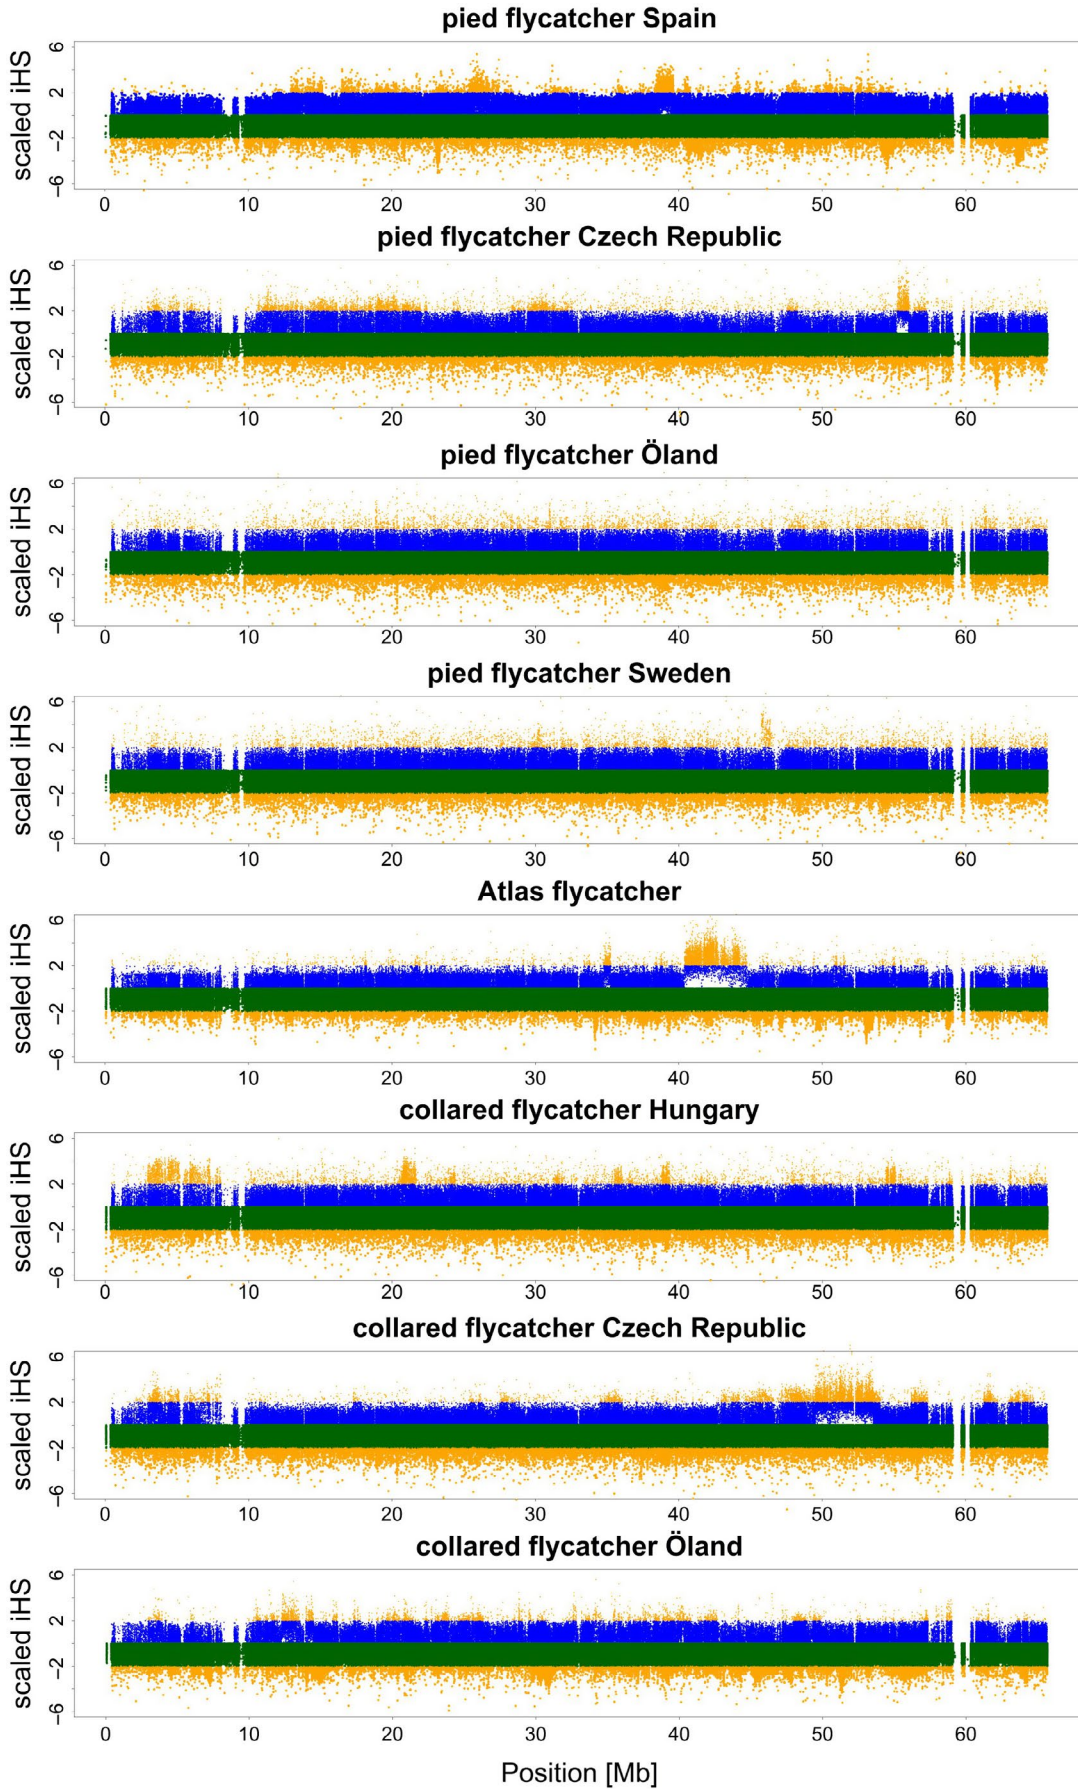 pied flycatcher Spain
scaled iHS
6
2
−2
−6
0 10 20 30 40 50 60
pied flycatcher Czech Republic
scaled iHS
6
2
−2
−6
0 10 20 30 40 50 60
pied flycatcher Öland
scaled iHS
6
2
−2
−6
0 10 20 30 40 50 60
pied flycatcher Sweden
scaled iHS
6
2
−2
−6
0 10 20 30 40 50 60
Atlas flycatcher
scaled iHS
6
2
−2
−6
0 10 20 30 40 50 60
collared flycatcher Hungary
scaled iHS
6
2
−2
−6
0 10 20 30 40 50 60
collared flycatcher Czech Republic
scaled iHS
6
2
−2
−6
0 10 20 30 40 50 60
collared flycatcher Öland
scaled iHS
6
2
−2
−6
0 10 20 30 40 50 60
Position [Mb]